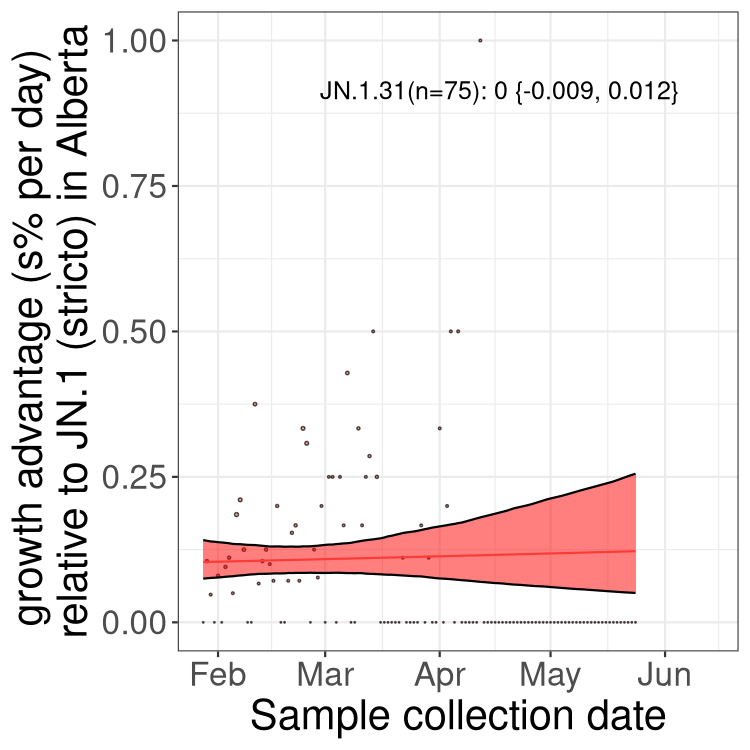 growth advantage (s% per day)
relative to JN.1 (stricto) in Alberta
1.00
0.75
0.50
0.25
0.00
JN.1.31(n=75): 0 {-0.009, 0.012}
Feb Mar Apr May Jun
Sample collection date